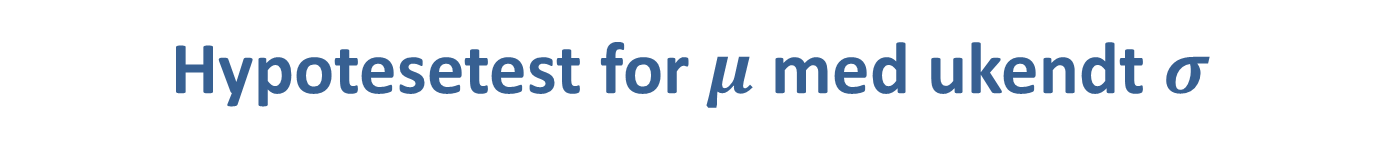 Hypotesetest for μ med ukendt σ